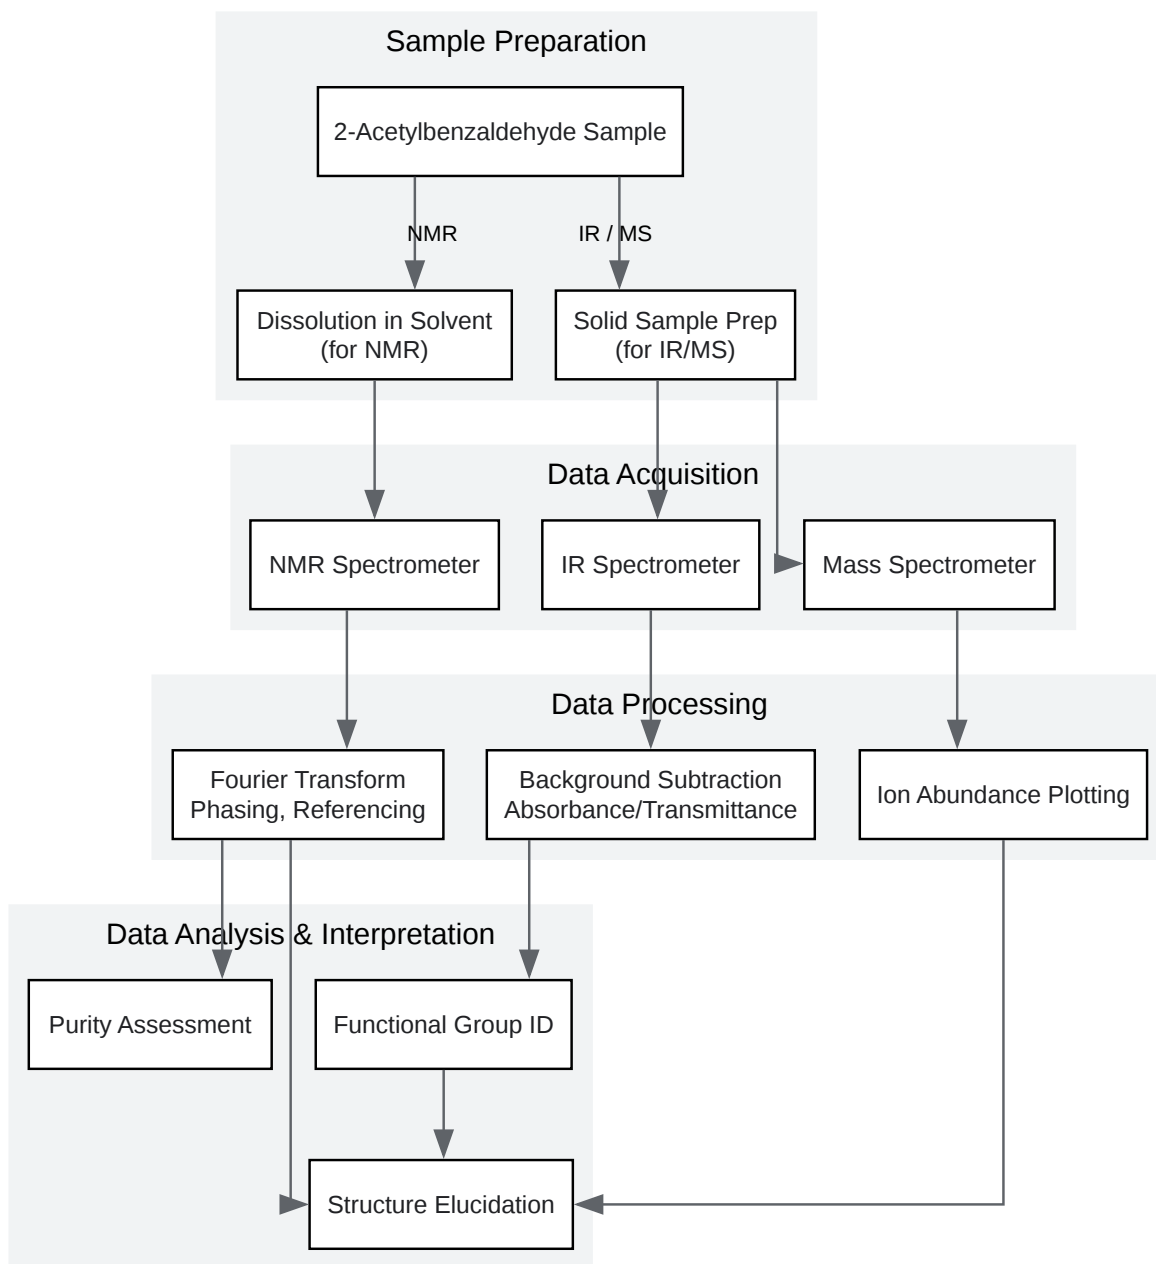 Sample Preparation
2-Acetylbenzaldehyde Sample
NMR
IR / MS
Dissolution in Solvent
(for NMR)
Solid Sample Prep
(for IR/MS)
Data Acquisition
NMR Spectrometer
IR Spectrometer
Mass Spectrometer
Data Processing
Fourier Transform
Phasing, Referencing
Background Subtraction
Absorbance/Transmittance
Ion Abundance Plotting
Data Analysis & Interpretation
Purity Assessment
Functional Group ID
Structure Elucidation